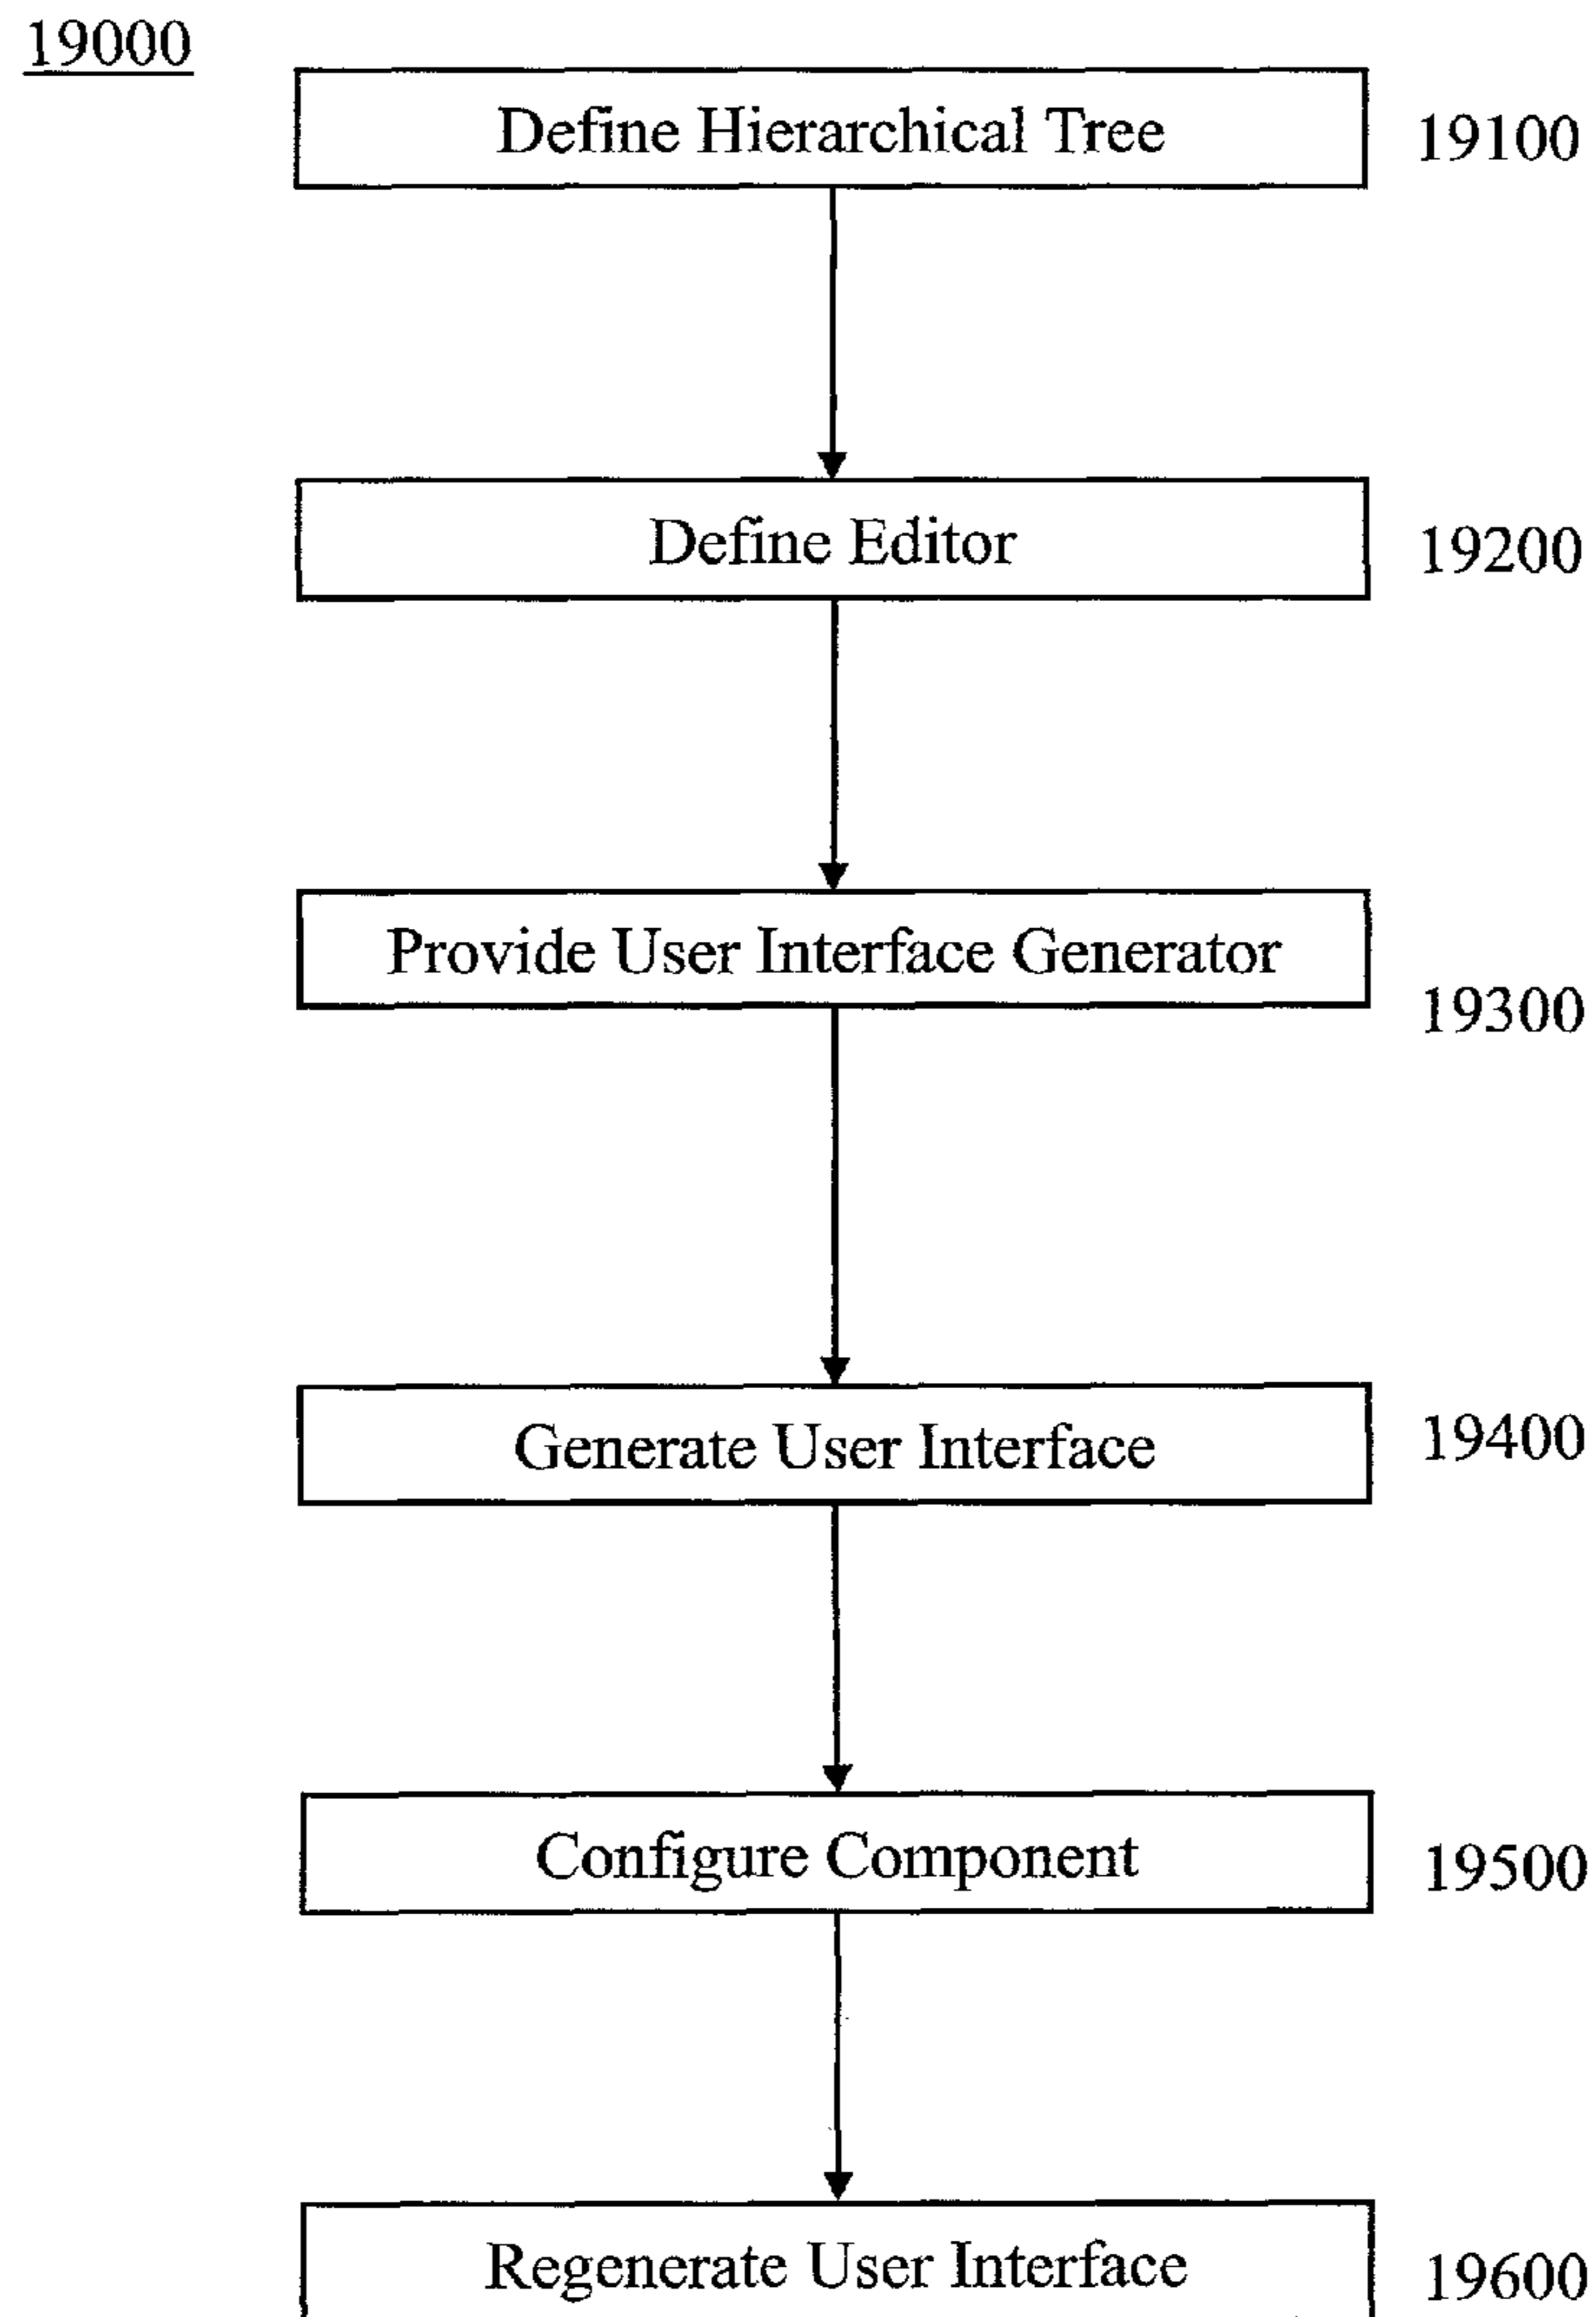 19000
Define Hierarchical Tree 19100
Define Editor 19200
Provide User Interface Generator
19300
Generate User Interface 19400
Configure Component 19500
Regenerate User Interface 19600